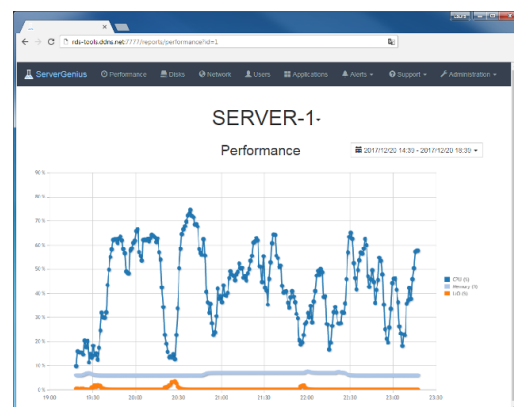 ...
rds-tools.ddns.net:7777/reports/performance?id=1
ServerGenius Performance Disks Network Users Applications Alerts Support Administration
SERVER-1
Performance
2017/12/20 14:30 - 2017/12/20 18:30
90 %
80 %
70 %
60 %
50 %
40 %
30 %
20 %
10 %
0 %
CPU (%)
Memory (%)
I/O (%)
19:00 19:30 20:00 20:30 21:00 21:30 22:00 22:30 23:00 23:30